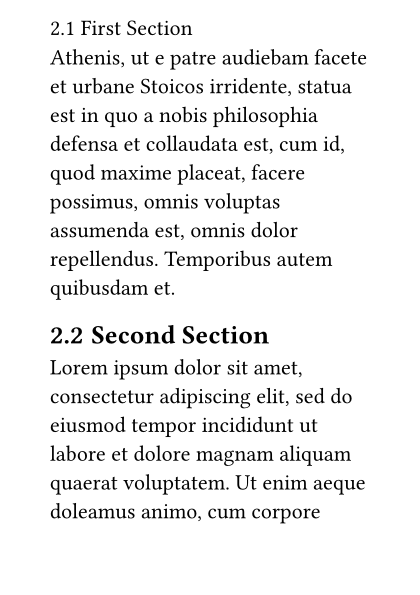 2.1 First Section
Athenis, ut e patre audiebam facete
et urbane Stoicos irridente, statua
est in quo a nobis philosophia
defensa et collaudata est, cum id,
quod maxime placeat, facere
possimus, omnis voluptas
assumenda est, omnis dolor
repellendus. Temporibus autem
quibusdam et.
2.2 Second Section
Lorem ipsum dolor sit amet,
consectetur adipiscing elit, sed do
eiusmod tempor incididunt ut
labore et dolore magnam aliquam
quaerat voluptatem. Ut enim aeque
doleamus animo, cum corpore